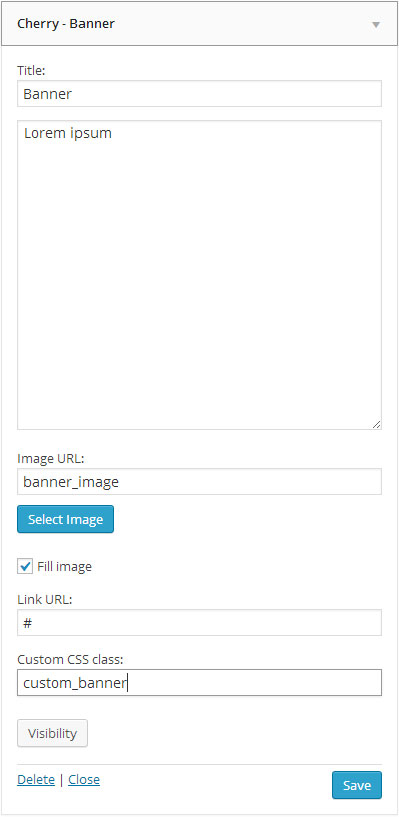 Cherry - Banner
Title:
Banner
Lorem ipsum
Image URL:
banner_image
Select Image
Fill image
Link URL:
#
Custom CSS class:
custom_banner
Visibility
Delete | Close
Save